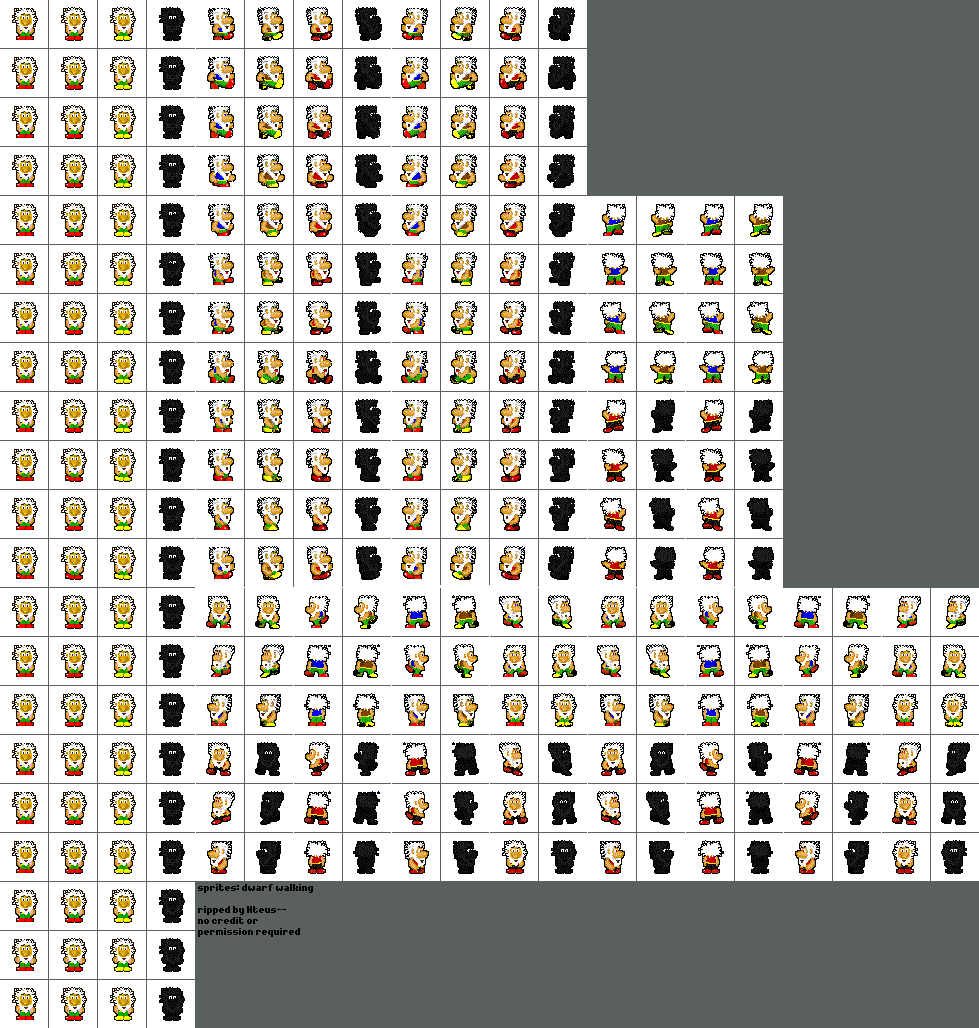 sprites: dwarf walking
ripped by Hteus--
no credit or
permission required